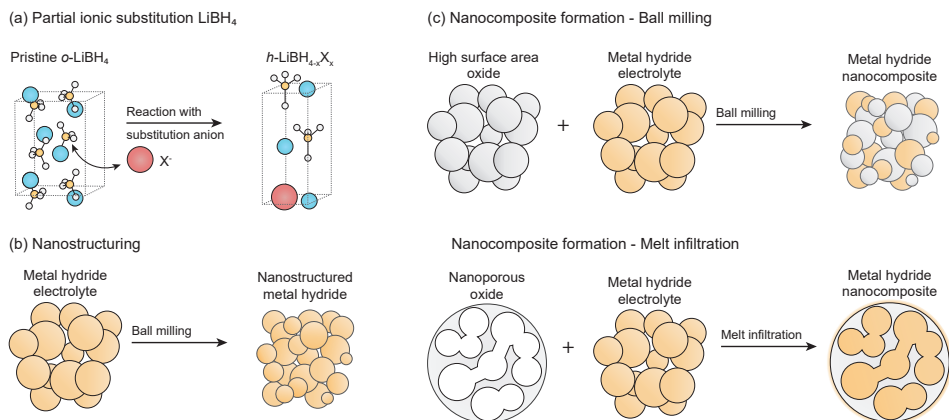 (a) Partial ionic substitution LiBH₄
Pristine o-LiBH₄
h-LiBH₄₋ₓXₓ
Reaction with
substitution anion
X⁻
(b) Nanostructuring
Metal hydride
electrolyte
Ball milling
Nanostructured
metal hydride
(c) Nanocomposite formation - Ball milling
High surface area
oxide
+
Metal hydride
electrolyte
Ball milling
Metal hydride
nanocomposite
Nanocomposite formation - Melt infiltration
Nanoporous
oxide
+
Metal hydride
electrolyte
Melt infiltration
Metal hydride
nanocomposite